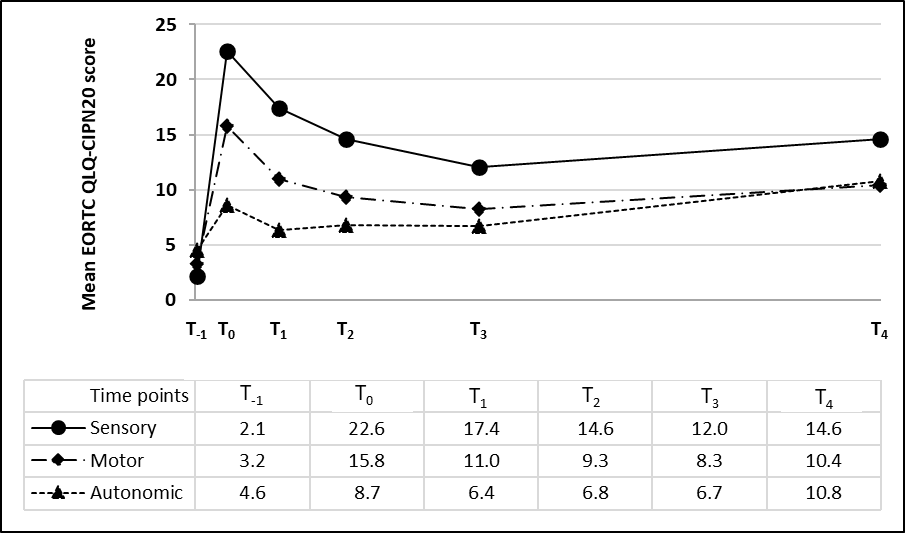 Mean EORTC QLQ-CIPN20 score
25
20
15
10
5
0
T-1 T0 T1 T2 T3 T4
Time points T-1 T0 T1 T2 T3 T4
Sensory 2.1 22.6 17.4 14.6 12.0 14.6
Motor 3.2 15.8 11.0 9.3 8.3 10.4
Autonomic 4.6 8.7 6.4 6.8 6.7 10.8